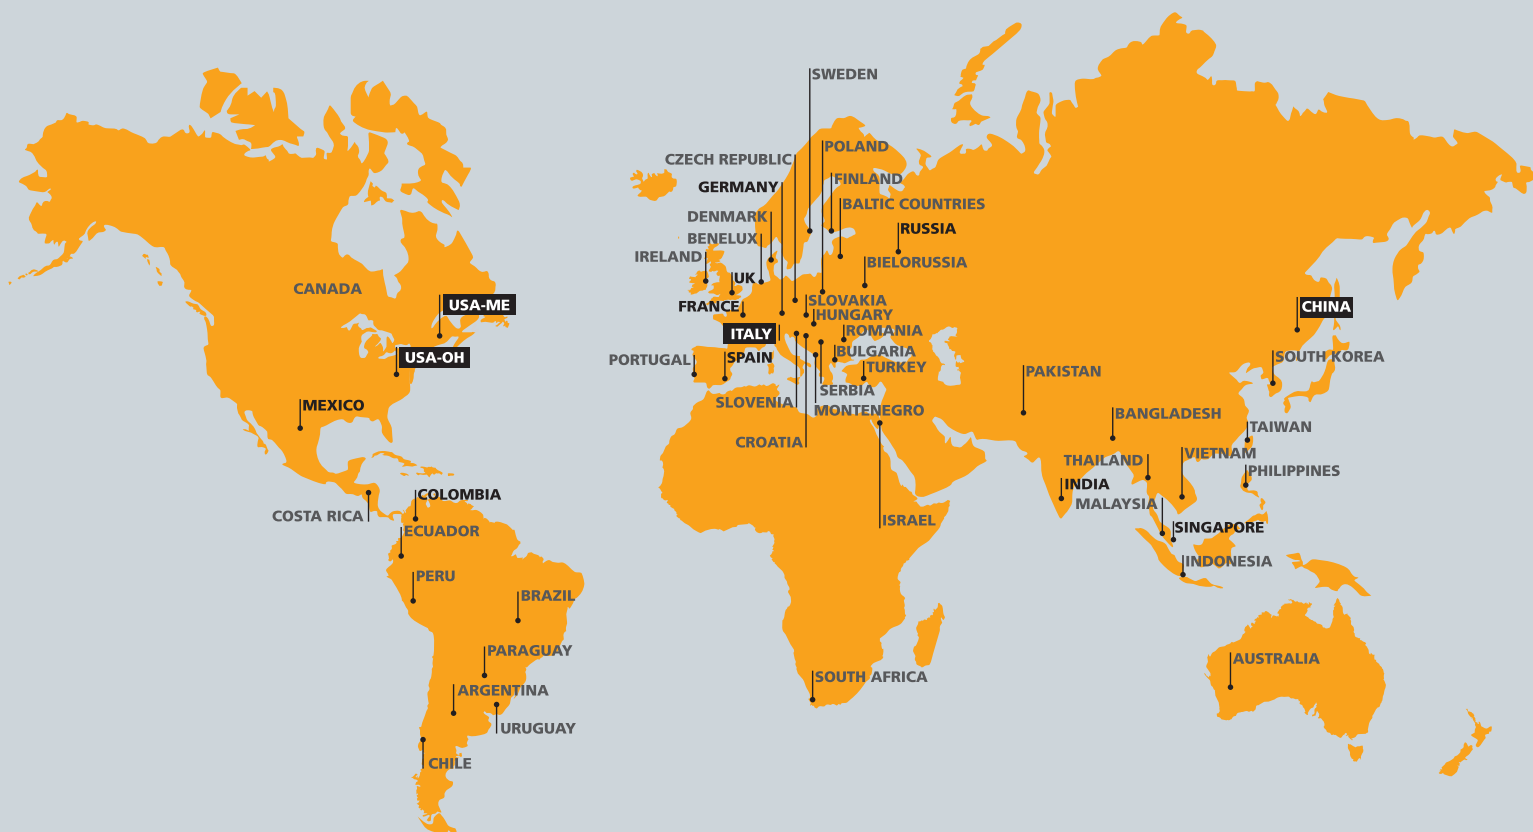 SWEDEN
POLAND
CZECH REPUBLIC
FINLAND
GERMANY
BALTIC COUNTRIES
DENMARK
RUSSIA
BENELUX
IRELAND
BIELORUSSIA
UK
CANADA
SLOVAKIA
USA-ME
FRANCE
CHINA
HUNGARY
ROMANIA
ITALY
BULGARIA
USA-OH
SPAIN
SOUTH KOREA
PORTUGAL
TURKEY
PAKISTAN
SERBIA
SLOVENIA
MEXICO
MONTENEGRO
BANGLADESH
TAIWAN
CROATIA
VIETNAM
THAILAND
PHILIPPINES
INDIA
COLOMBIA
MALAYSIA
COSTA RICA
ISRAEL
SINGAPORE
ECUADOR
INDONESIA
PERU
BRAZIL
PARAGUAY
AUSTRALIA
SOUTH AFRICA
ARGENTINA
URUGUAY
CHILE